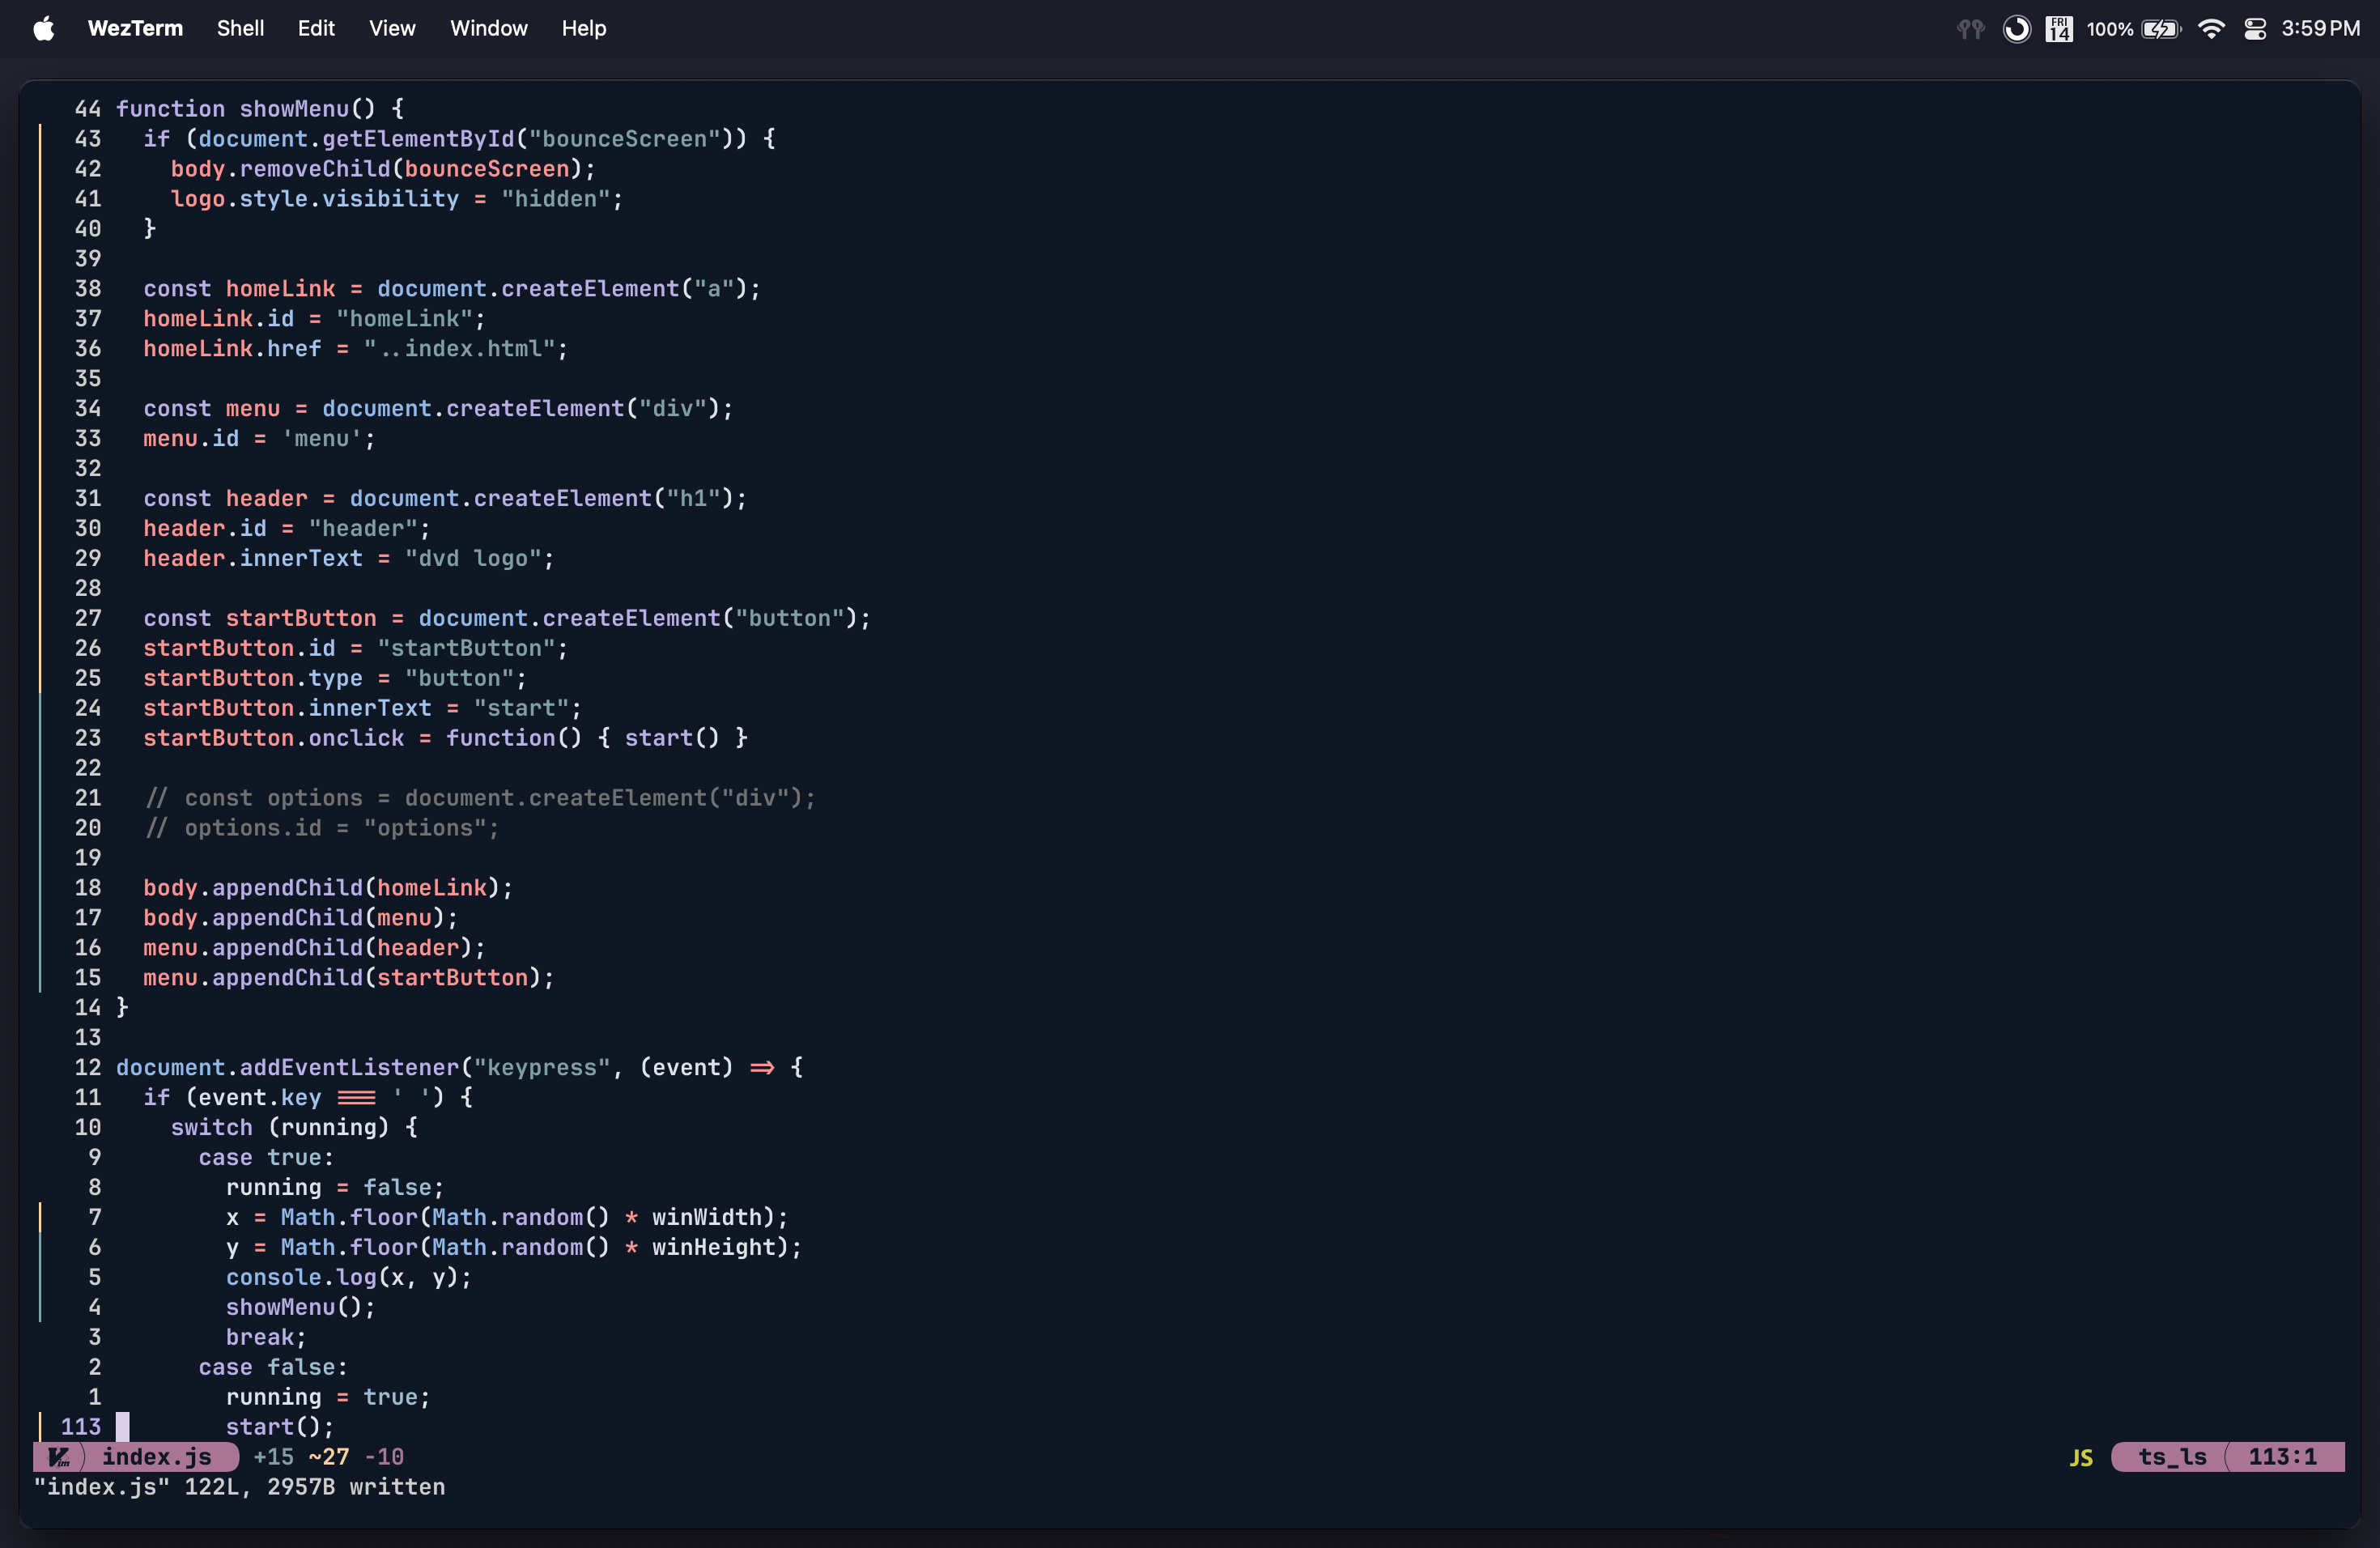 WezTerm Shell Edit View Window Help FRI 14 100% 3:59 PM
44 function showMenu() {
43   if (document.getElementById("bounceScreen")) {
42     body.removeChild(bounceScreen);
41     logo.style.visibility = "hidden";
40   }
39
38   const homeLink = document.createElement("a");
37   homeLink.id = "homeLink";
36   homeLink.href = "..index.html";
35
34   const menu = document.createElement("div");
33   menu.id = 'menu';
32
31   const header = document.createElement("h1");
30   header.id = "header";
29   header.innerText = "dvd logo";
28
27   const startButton = document.createElement("button");
26   startButton.id = "startButton";
25   startButton.type = "button";
24   startButton.innerText = "start";
23   startButton.onclick = function() { start() }
22
21   // const options = document.createElement("div");
20   // options.id = "options";
19
18   body.appendChild(homeLink);
17   body.appendChild(menu);
16   menu.appendChild(header);
15   menu.appendChild(startButton);
14 }
13
12 document.addEventListener("keypress", (event) => {
11   if (event.key === ' ') {
10     switch (running) {
9       case true:
8         running = false;
7         x = Math.floor(Math.random() * winWidth);
6         y = Math.floor(Math.random() * winHeight);
5         console.log(x, y);
4         showMenu();
3         break;
2       case false:
1         running = true;
113         start();
Vim index.js +15 ~27 -10 JS ts_ls 113:1
"index.js" 122L, 2957B written